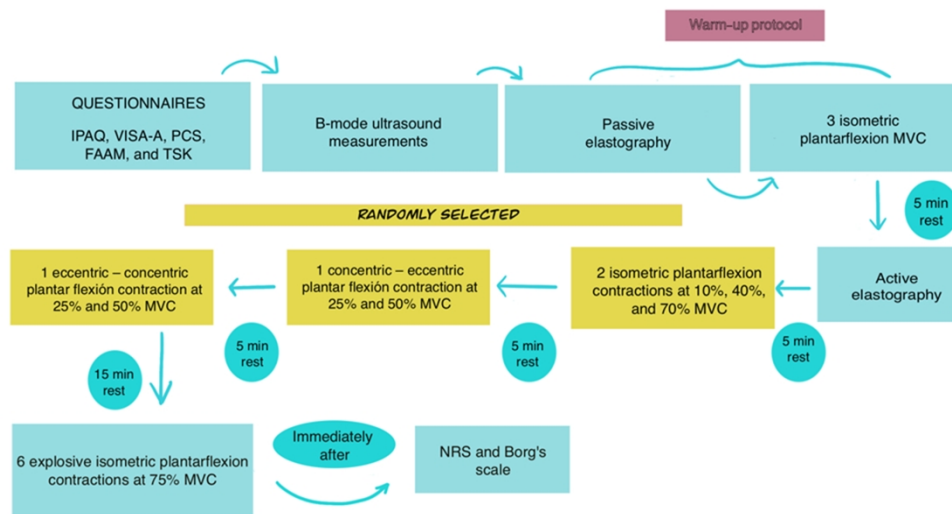 Warm-up protocol
QUESTIONNAIRES
IPAQ, VISA-A, PCS,
FAAM, and TSK
B-mode ultrasound
measurements
Passive
elastography
3 isometric
plantarflexion MVC
5 min
rest
RANDOMLY SELECTED
1 eccentric – concentric
plantar flexión contraction at
25% and 50% MVC
1 concentric – eccentric
plantar flexión contraction at
25% and 50% MVC
2 isometric plantarflexion
contractions at 10%, 40%,
and 70% MVC
Active
elastography
5 min
rest
5 min
rest
5 min
rest
15 min
rest
6 explosive isometric plantarflexion
contractions at 75% MVC
Immediately
after
NRS and Borg's
scale